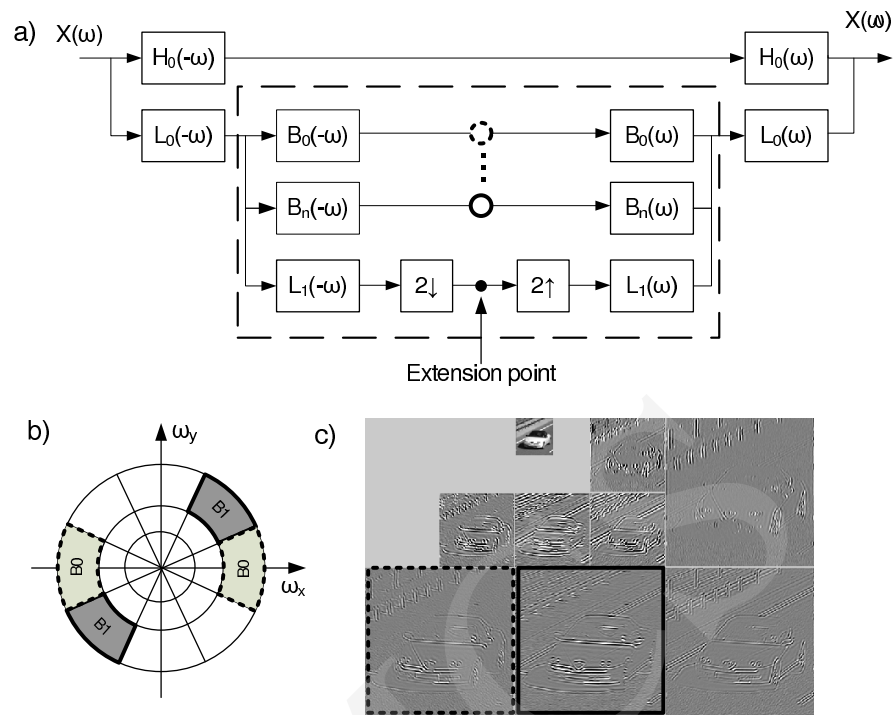 a)
X(ω)
X(ω)
H₀(-ω)
H₀(ω)
L₀(-ω)
B₀(-ω)
B₀(ω)
L₀(ω)
Bₙ(-ω)
Bₙ(ω)
L₁(-ω)
2↓
2↑
L₁(ω)
Extension point
b)
ωy
c)
B1
B0
B0
ωx
B1